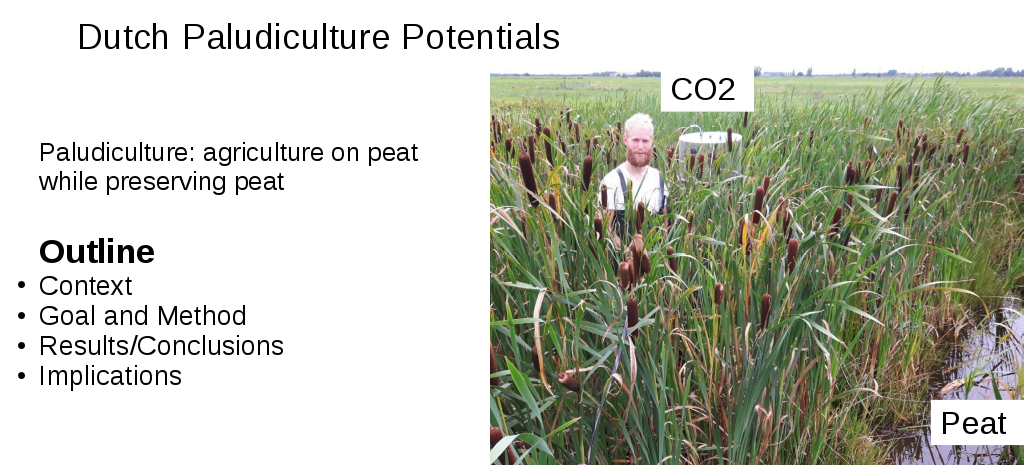 Dutch Paludiculture Potentials
CO2
Paludiculture: agriculture on peat
while preserving peat
Outline
• Context
• Goal and Method
• Results/Conclusions
• Implications
Peat